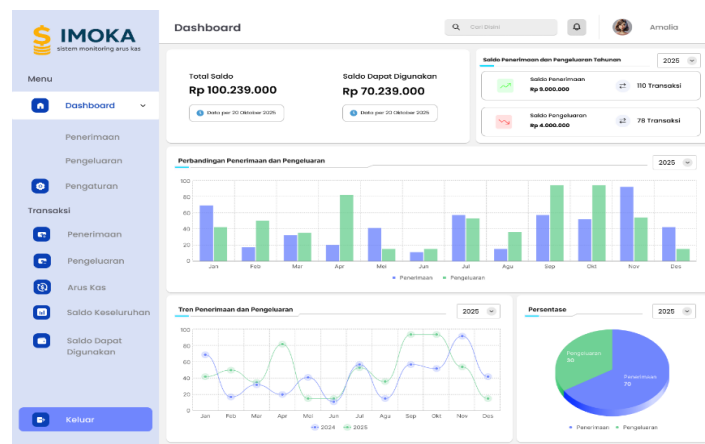 IMOKA
sistem monitoring arus kas
Dashboard
Cari Disini
Amalia
Menu
Dashboard
Penerimaan
Pengeluaran
Pengaturan
Transaksi
Penerimaan
Pengeluaran
Arus Kas
Saldo Keseluruhan
Saldo Dapat
Digunakan
Keluar
Total Saldo
Rp 100.239.000
Data per 20 Oktober 2025
Saldo Dapat Digunakan
Rp 70.239.000
Data per 20 Oktober 2025
Saldo Penerimaan dan Pengeluaran Tahunan
2025
Saldo Penerimaan
Rp 9.000.000
110 Transaksi
Saldo Pengeluaran
Rp 4.000.000
78 Transaksi
Perbandingan Penerimaan dan Pengeluaran
2025
100
80
60
40
20
0
Jan Feb Mar Apr Mei Jun Jul Agu Sep Okt Nov Des
Penerimaan Pengeluaran
Tren Penerimaan dan Pengeluaran
2025
100
80
60
40
20
0
Jan Feb Mar Apr Mei Jun Jul Agu Sep Okt Nov Des
2024 2025
Persentase
2025
Pengeluaran
30
Penerimaan
70
Penerimaan Pengeluaran